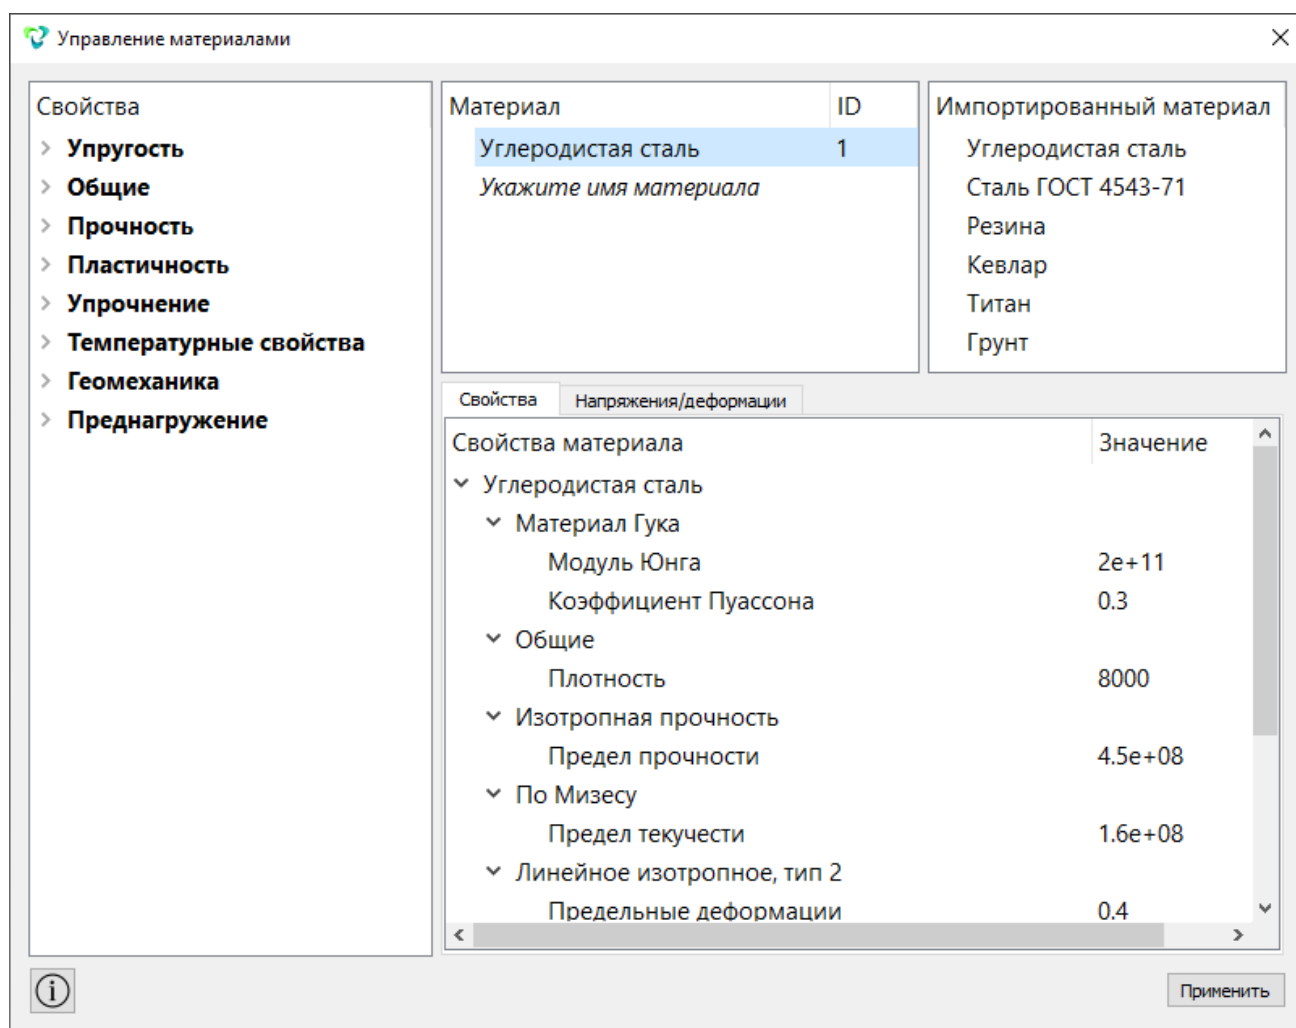 Управление материалами
Свойства
Упругость
Общие
Прочность
Пластичность
Упрочнение
Температурные свойства
Геомеханика
Преднагружение
Материал ID
Углеродистая сталь 1
Укажите имя материала
Импортированный материал
Углеродистая сталь
Сталь ГОСТ 4543-71
Резина
Кевлар
Титан
Грунт
Свойства Напряжения/деформации
Свойства материала Значение
Углеродистая сталь
Материал Гука
Модуль Юнга 2e+11
Коэффициент Пуассона 0.3
Общие
Плотность 8000
Изотропная прочность
Предел прочности 4.5e+08
По Мизесу
Предел текучести 1.6e+08
Линейное изотропное, тип 2
Предельные деформации 0.4
Применить